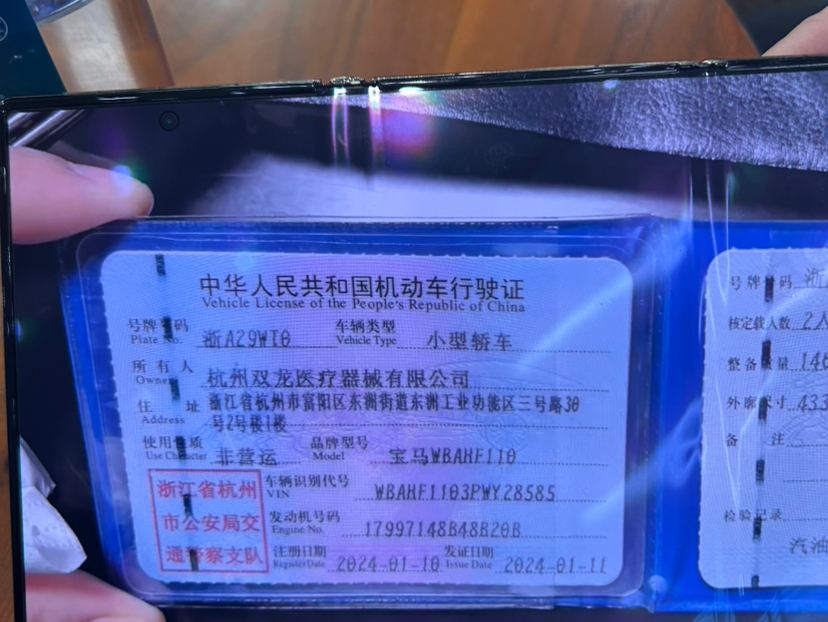 中华人民共和国机动车行驶证
Vehicle License of the People's Republic of China
号牌号码 浙A29WT0 车辆类型 小型轿车
Plate No. Vehicle Type
所有人 杭州双龙医疗器械有限公司
Owner
住址 浙江省杭州市富阳区东洲街道东洲工业功能区三号路30
Address 号2号楼1楼
使用性质 非营运 品牌型号 宝马WBAHF110
Use Character Model
浙江省杭州
市公安局交
通警察支队
车辆识别代号 WBAHF1103PWY28585
VIN
发动机号码 17997148B48B20B
Engine No.
注册日期 2024-01-10 发证日期 2024-01-11
Register Date Issue Date
号牌号码 浙
核定载人数 2人
整备质量 146
外廓尺寸 433
备注
检验记录
汽油